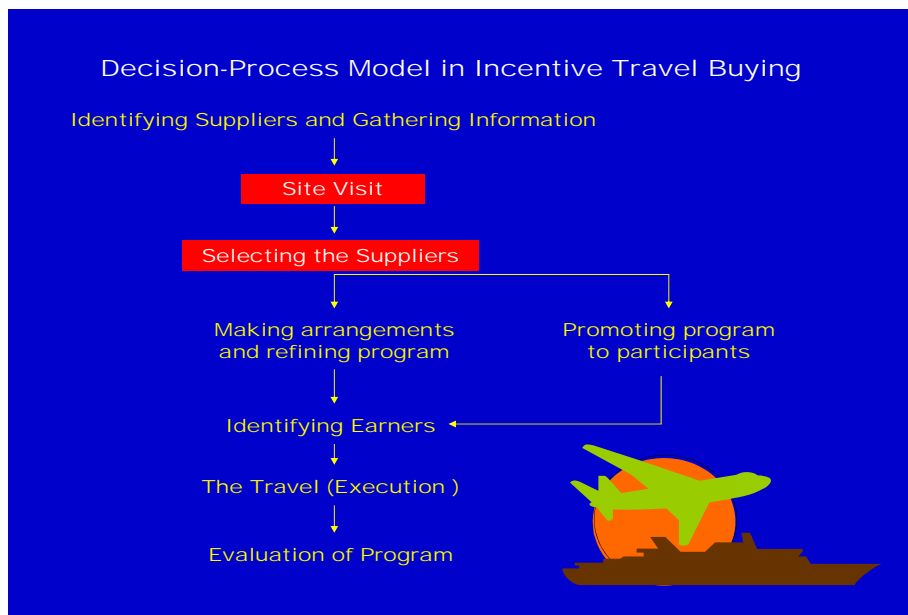 Decision-Process Model in Incentive Travel Buying
Identifying Suppliers and Gathering Information
Site Visit
Selecting the Suppliers
Making arrangements
and refining program
Promoting program
to participants
Identifying Earners
The Travel (Execution )
Evaluation of Program